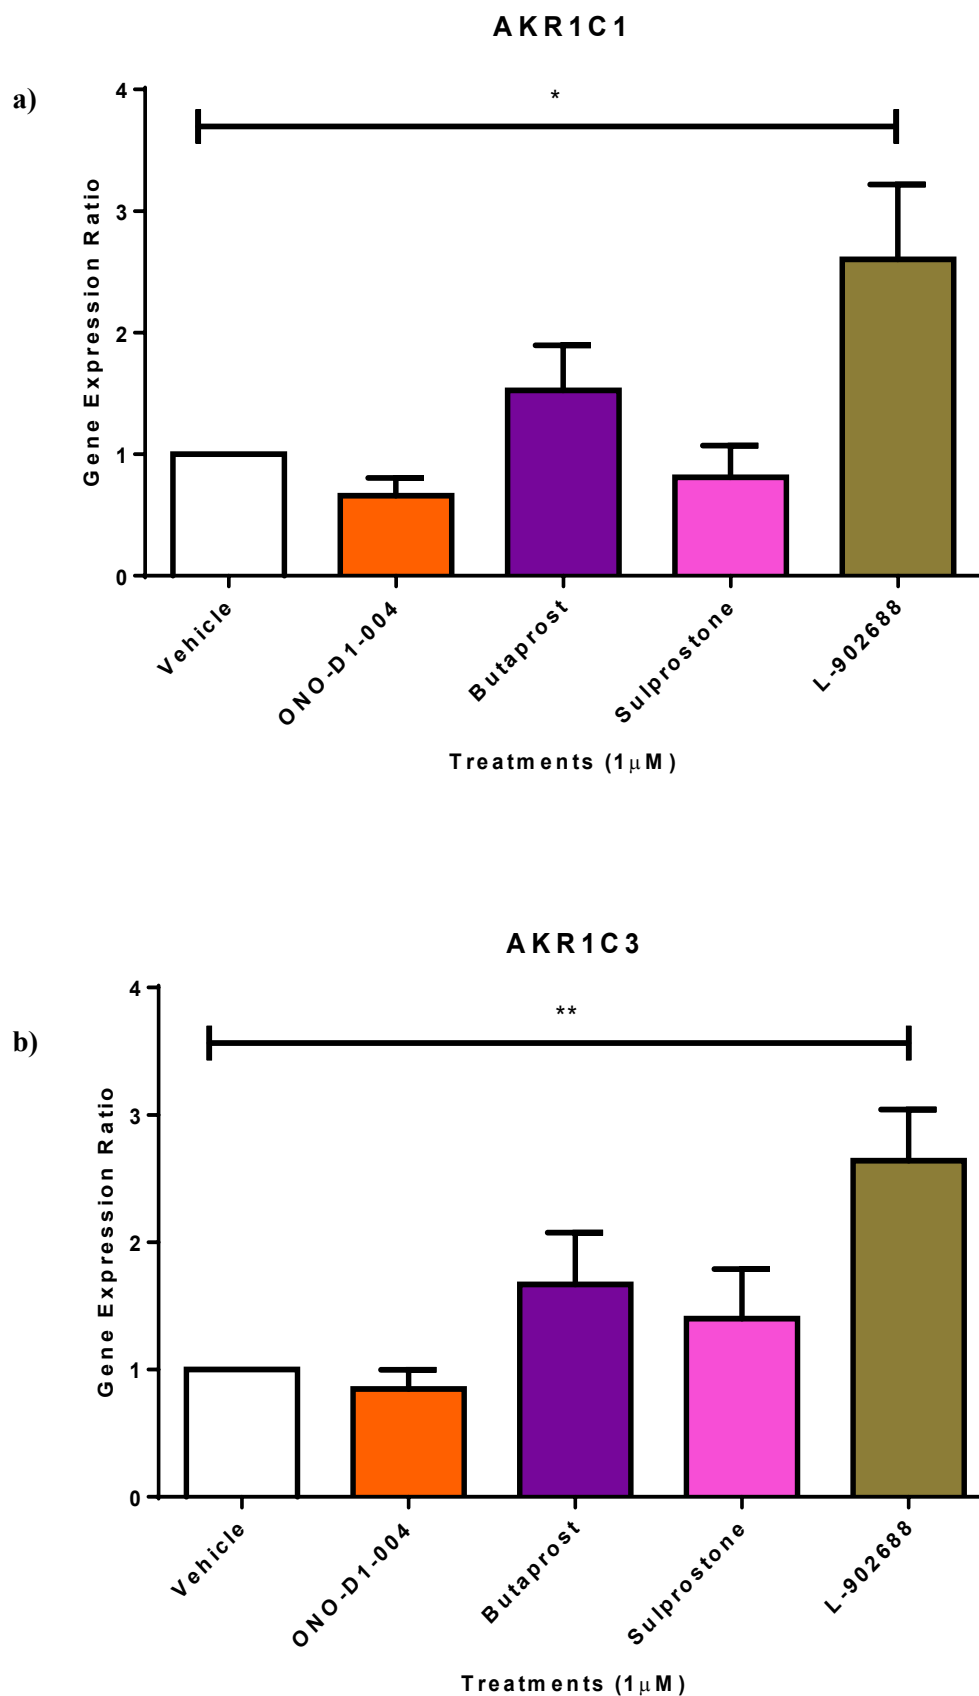 AKR1C1
a)
*
4
3
2
1
0
Gene Expression Ratio
Vehicle
ONO-D1-004
Butaprost
Sulprostone
L-902688
Treatments (1μM)
AKR1C3
b)
**
4
3
2
1
0
Gene Expression Ratio
Vehicle
ONO-D1-004
Butaprost
Sulprostone
L-902688
Treatments (1μM)